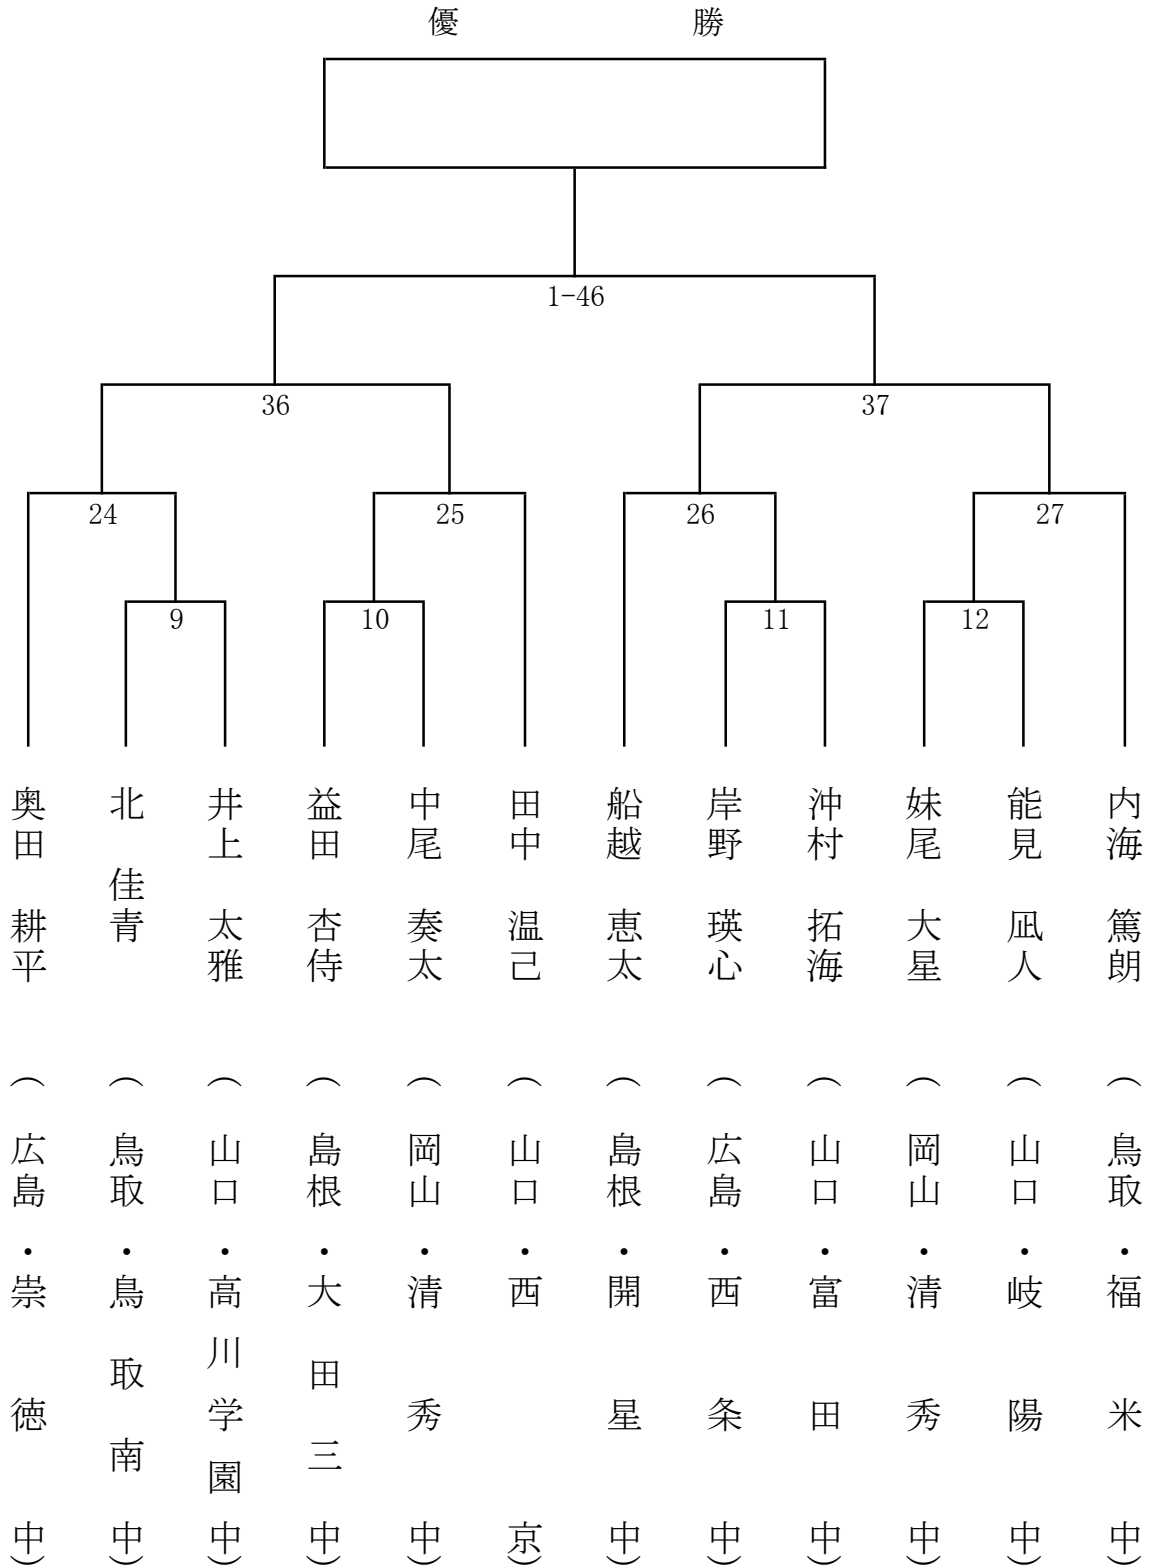 優　勝
1-46
36
37
24
25
26
27
9
10
11
12
奥田　耕平　（広島・崇徳中）
北　佳青　（鳥取・鳥取南中）
井上　太雅　（山口・高川学園中）
益田　杏侍　（島根・大田三中）
中尾　奏太　（岡山・清秀中）
田中　温己　（山口・西京）
船越　恵太　（島根・開星中）
岸野　瑛心　（広島・西条中）
沖村　拓海　（山口・富田中）
妹尾　大星　（岡山・清秀中）
能見　凪人　（山口・岐陽中）
内海　篤朗　（鳥取・福米中）